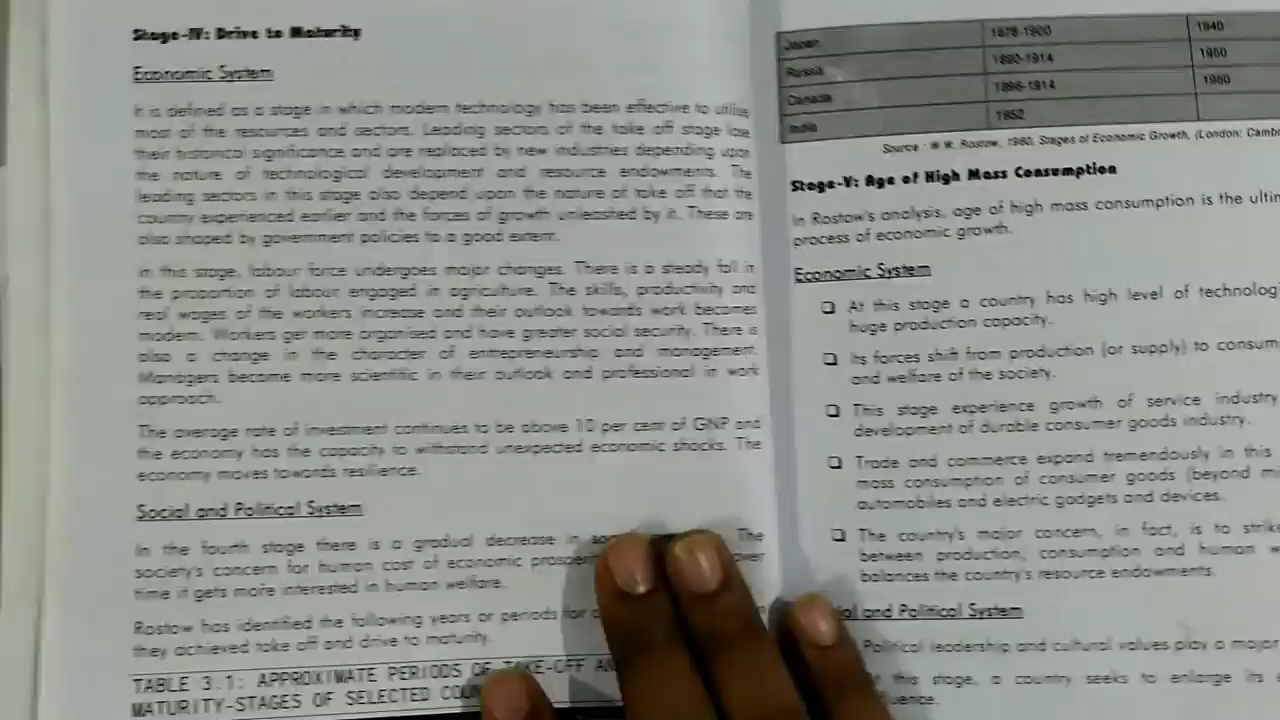 Stage-IV: Drive to Maturity
Economic System
It is defined as a stage in which modern technology has been effective to utilise
most of the resources and sectors. Leading sectors of the take off stage lose
their historical significance and are replaced by new industries depending upon
the nature of technological development and resource endowments. The
leading sectors in this stage also depend upon the nature of take off that the
country experienced earlier and the forces of growth unleashed by it. These are
also shaped by government policies to a good extent.
In this stage, labour force undergoes major changes. There is a steady fall in
the proportion of labour engaged in agriculture. The skills, productivity and
real wages of the workers increase and their outlook towards work becomes
modern. Workers ger more organised and have greater social security. There is
also a change in the character of entrepreneurship and management.
Managers become more scientific in their outlook and professional in work
approach.
The average rate of investment continues to be above 10 per cent of GNP and
the economy has the capacity to withstand unexpected economic shocks. The
economy moves towards resilience.
Social and Political System
In the fourth stage there is a gradual decrease in The
society's concern for human cost of economic over
time it gets more interested in human welfare.
Rostow has identified the following years or periods for
they achieved take off and drive to maturity.
TABLE 3.1: APPROXIMATE PERIODS OF TAKE-OFF
MATURITY-STAGES OF SELECTED
Japan 1878-1900 1940
Russia 1890-1914 1950
Canada 1896-1914 1950
India 1952
Source : W.W. Rostow, 1960, Stages of Economic Growth, (London:
Stage-V: Age of High Mass Consumption
In Rostow's analysis, age of high mass consumption is the
process of economic growth.
Economic System
❑ At this stage a country has high level of
huge production capacity.
❑ Its forces shift from production (or supply) to
and welfare of the society.
❑ This stage experience growth of service industry
development of durable consumer goods industry.
❑ Trade and commerce expand tremendously in this
mass consumption of consumer goods (beyond
automobiles and electric gadgets and devices.
❑ The country's major concern, in fact, is to
between production, consumption and human
balances the country's resource endowments.
and Political System
Political leadership and cultural values play a major
this stage, a country seeks to enlarge its